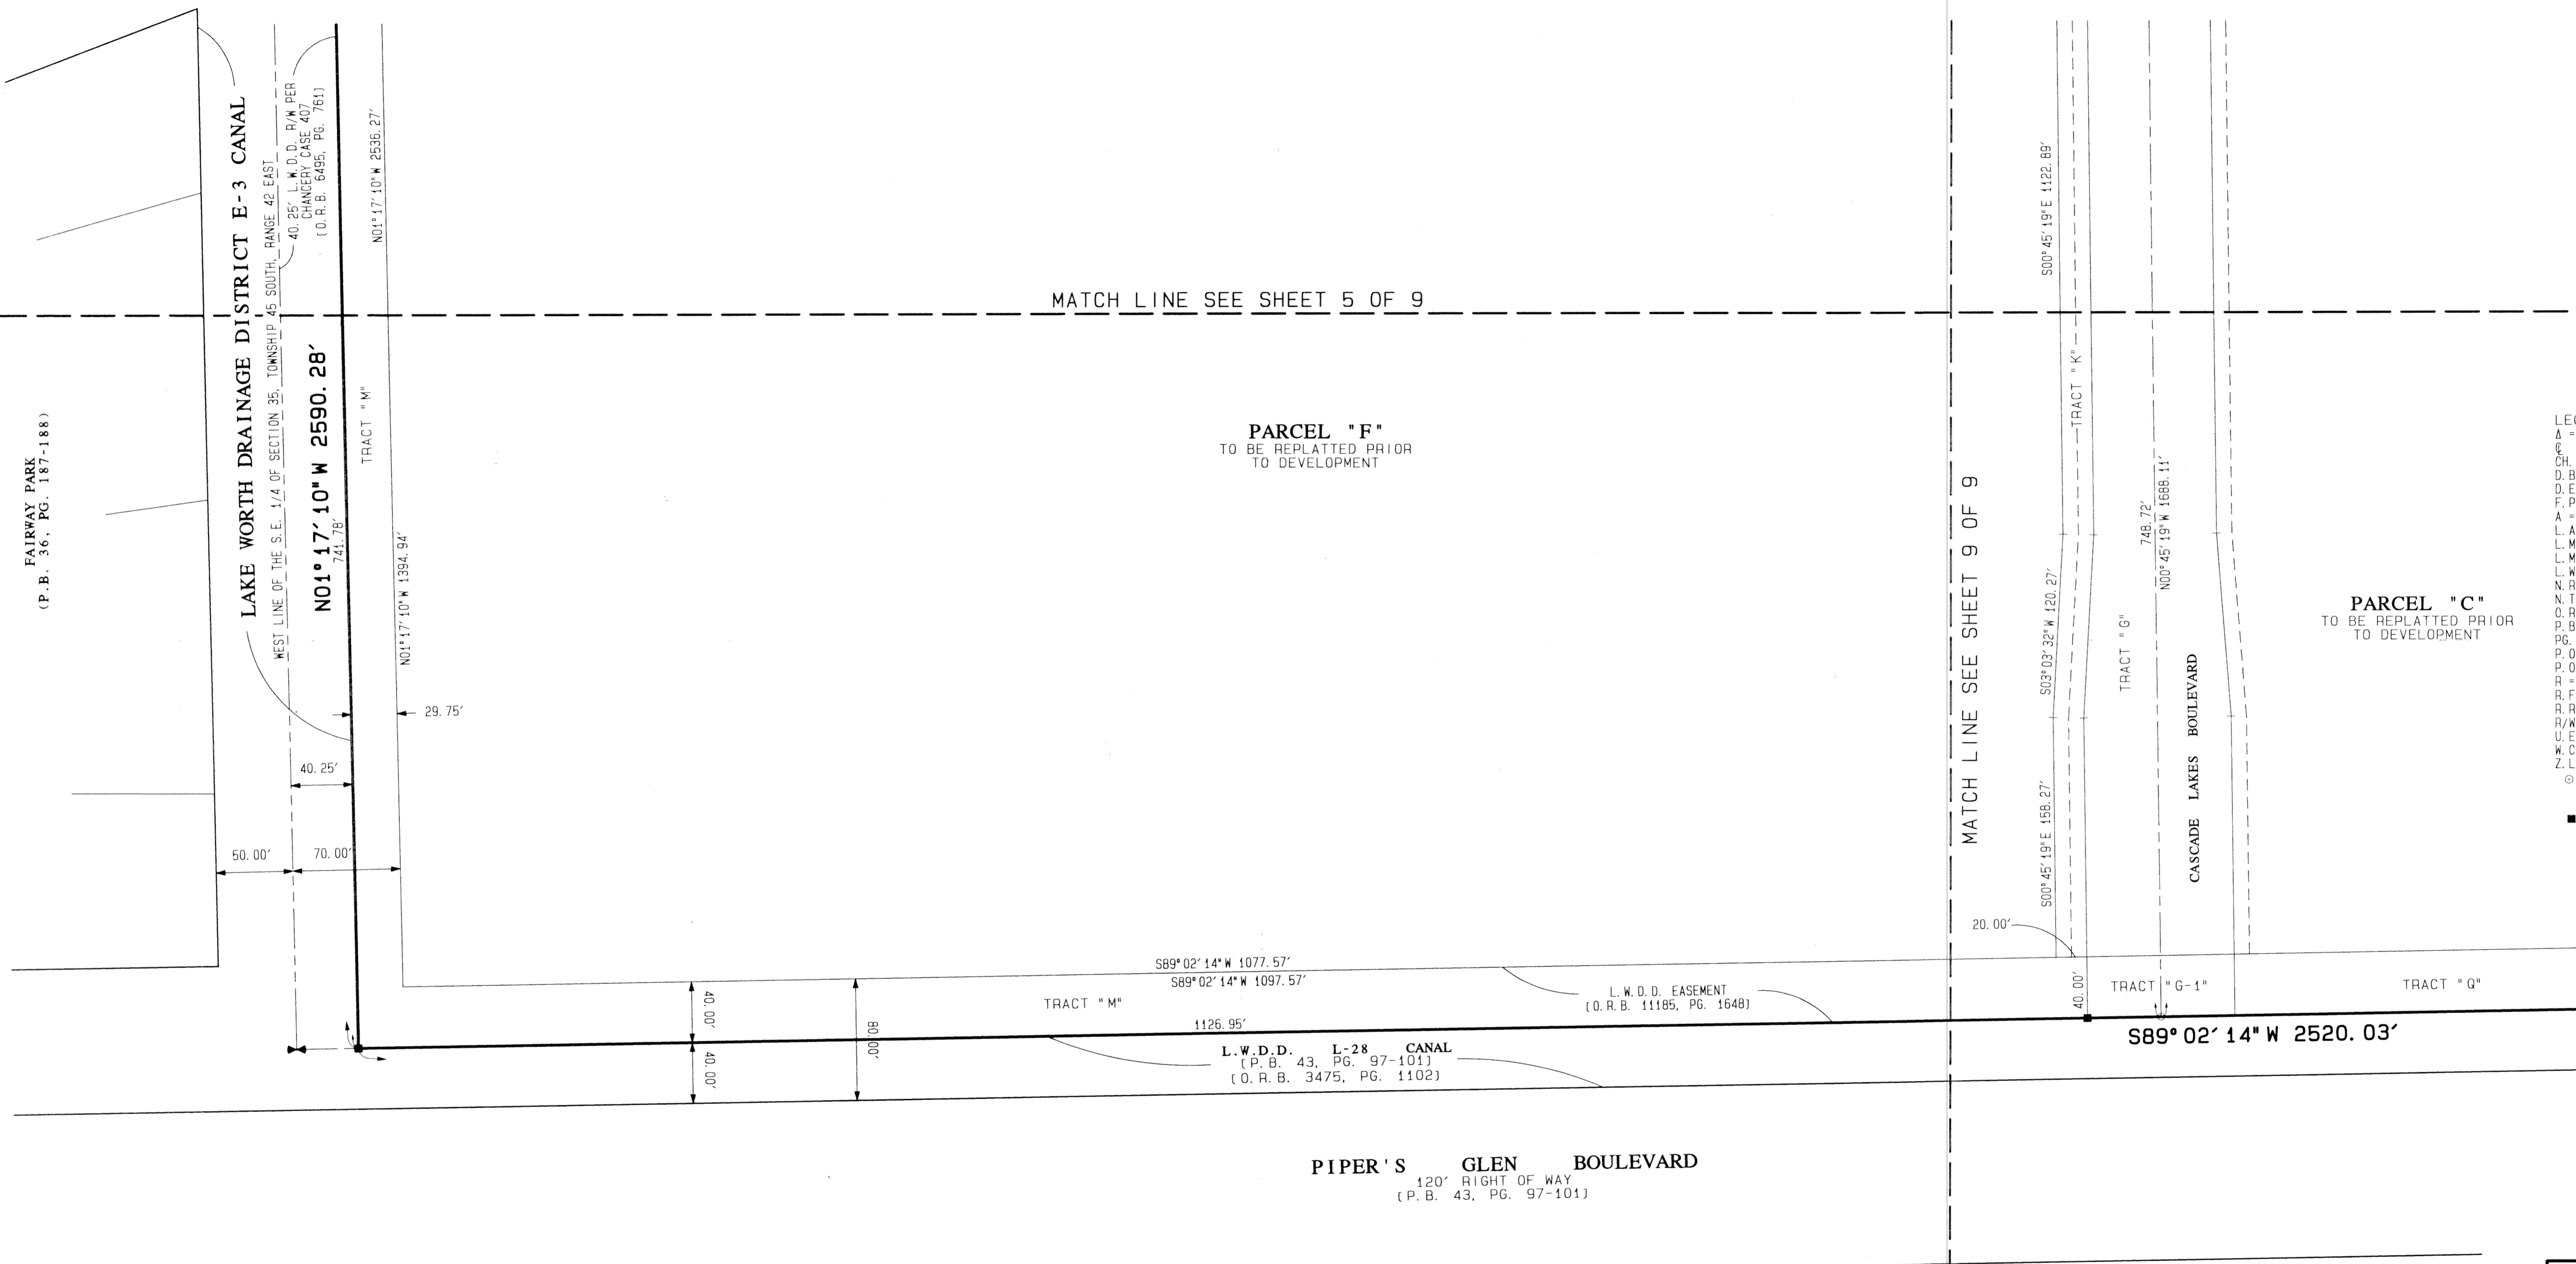 FAIRWAY PARK
(P.B. 36, PG. 187-188)
LAKE WORTH DRAINAGE DISTRICT E-3 CANAL
WEST LINE OF THE S.E. 1/4 OF SECTION 35, TOWNSHIP 45 SOUTH, RANGE 42 EAST
40.25' L.W.D.D. R/W PER
CHANCERY CASE 407
(O.R.B. 6495, PG. 761)
N01°17'10"W 2590.28'
741.78'
TRACT "M"
N01°17'10"W 2536.27'
N01°17'10"W 1394.94'
29.75'
40.25'
50.00'
70.00'
MATCH LINE SEE SHEET 5 OF 9
PARCEL "F"
TO BE REPLATTED PRIOR
TO DEVELOPMENT
MATCH LINE SEE SHEET 9 OF 9
S00°45'19"E 1122.89'
S03°03'32"W 120.27'
S00°45'19"E 158.27'
TRACT "K"
TRACT "G"
748.72'
N00°45'19"W 1688.11'
CASCADE LAKES BOULEVARD
PARCEL "C"
TO BE REPLATTED PRIOR
TO DEVELOPMENT
20.00'
S89°02'14"W 1077.57'
S89°02'14"W 1097.57'
TRACT "M"
1126.95'
L.W.D.D. EASEMENT
(O.R.B. 11185, PG. 1648)
40.00'
TRACT "G-1"
TRACT "Q"
S89°02'14"W 2520.03'
40.00'
40.00'
80.00'
L.W.D.D. L-28 CANAL
(P.B. 43, PG. 97-101)
(O.R.B. 3475, PG. 1102)
PIPER'S GLEN BOULEVARD
120' RIGHT OF WAY
(P.B. 43, PG. 97-101)
Δ =
℄
CH.
A =
PG.
R =
R/W